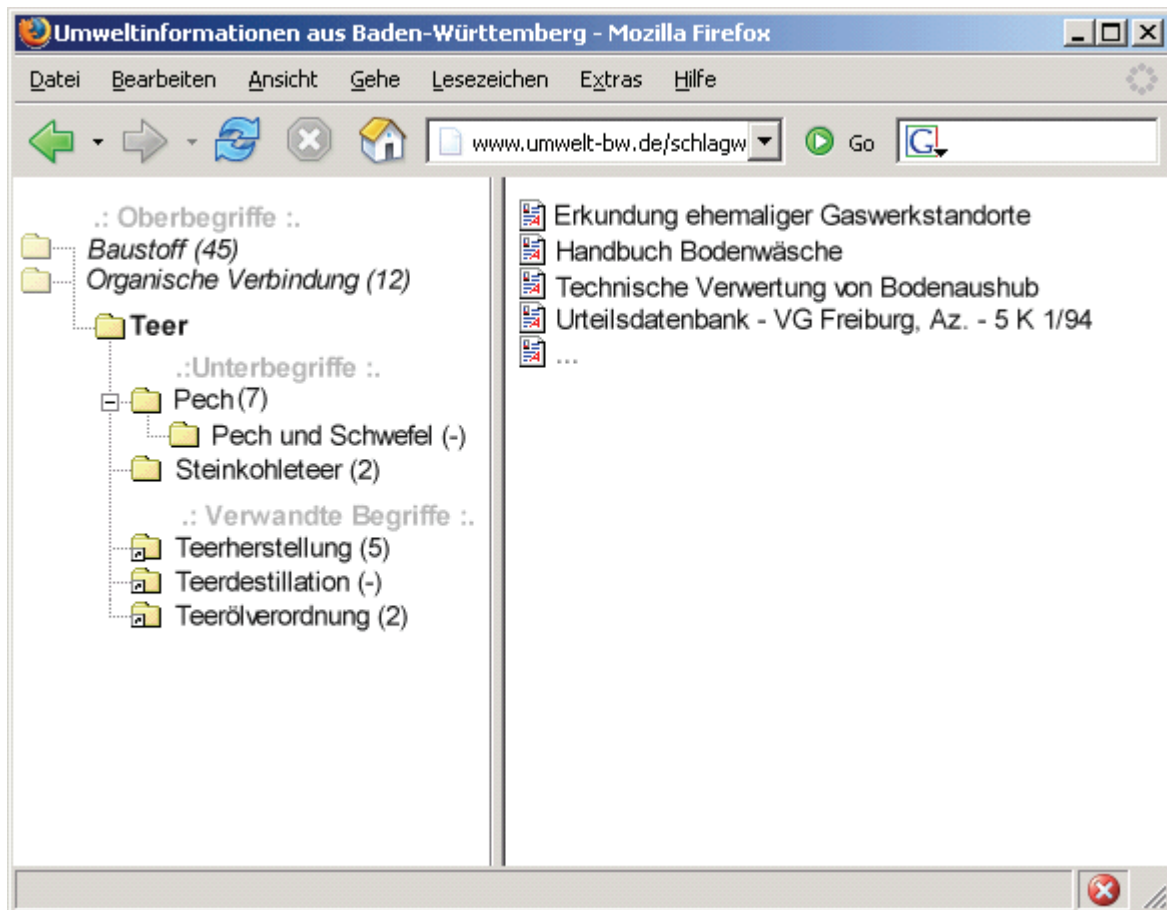 Umweltinformationen aus Baden-Württemberg - Mozilla Firefox
Datei Bearbeiten Ansicht Gehe Lesezeichen Extras Hilfe
www.umwelt-bw.de/schlagw Go G
.: Oberbegriffe :.
Baustoff (45)
Organische Verbindung (12)
Teer
.:Unterbegriffe :.
Pech (7)
Pech und Schwefel (-)
Steinkohleteer (2)
.: Verwandte Begriffe :.
Teerherstellung (5)
Teerdestillation (-)
Teerölverordnung (2)
Erkundung ehemaliger Gaswerkstandorte
Handbuch Bodenwäsche
Technische Verwertung von Bodenaushub
Urteilsdatenbank - VG Freiburg, Az. - 5 K 1/94
...